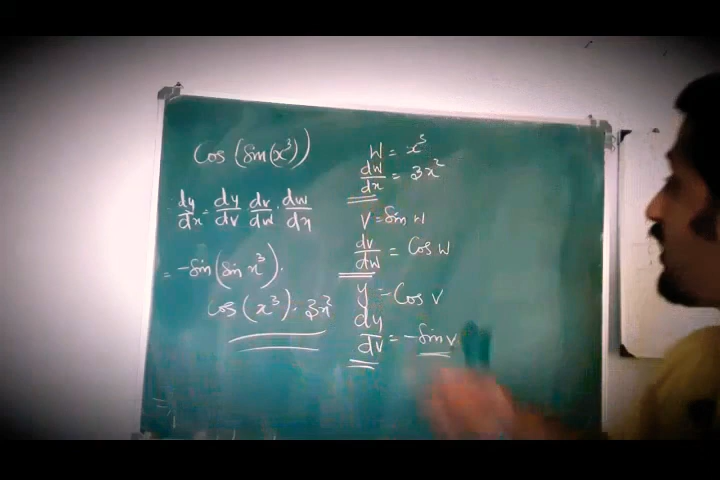 Cos (Sin(x³))
dy/dx = dy/dv dv/dw · dw/dx
= -Sin(Sin x³).
Cos (x³) · 3x²
W = x³
dw/dx = 3x²
V = Sin W
dv/dw = Cos W
y = Cos V
dy/dv = -Sin V